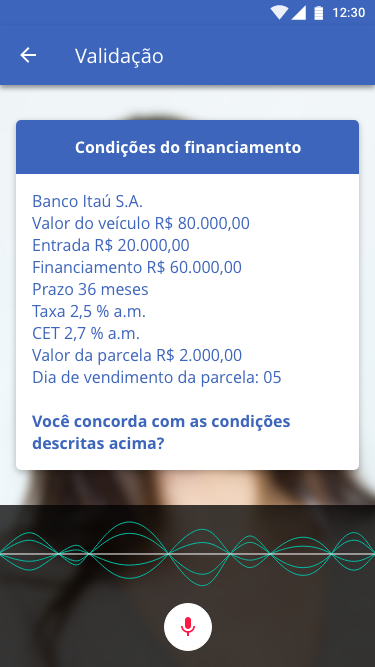 12:30
Validação
Condições do financiamento
Banco Itaú S.A.
Valor do veículo R$ 80.000,00
Entrada R$ 20.000,00
Financiamento R$ 60.000,00
Prazo 36 meses
Taxa 2,5 % a.m.
CET 2,7 % a.m.
Valor da parcela R$ 2.000,00
Dia de vendimento da parcela: 05
Você concorda com as condições
descritas acima?